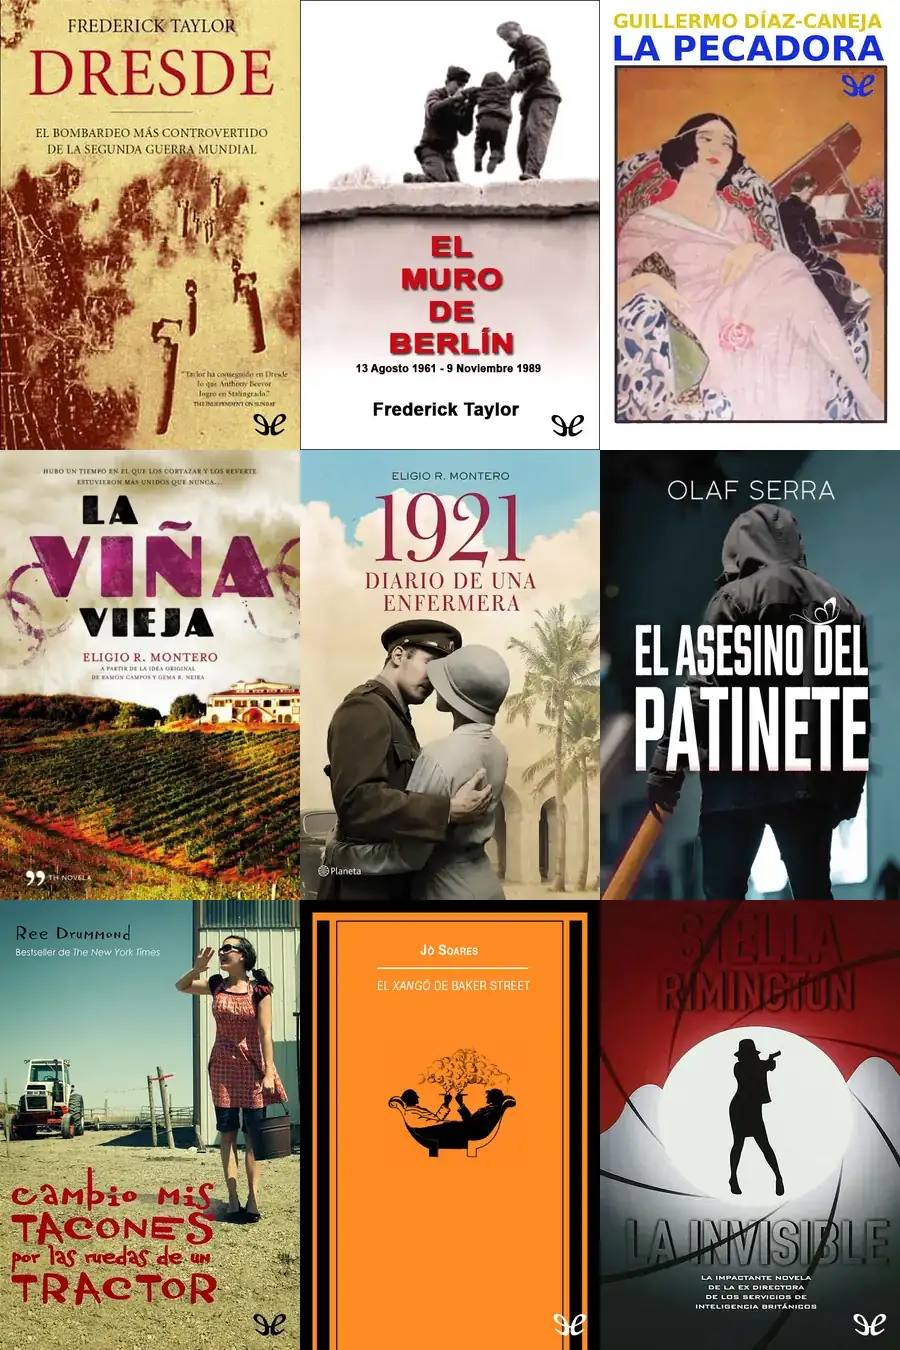 FREDERICK TAYLOR
DRESDE
EL BOMBARDEO MÁS CONTROVERTIDO
DE LA SEGUNDA GUERRA MUNDIAL
"Taylor ha conseguido en Dresde
lo que Anthony Beevor
logró en Stalingrado."
THE INDEPENDENT ON SUNDAY
EL
MURO
DE
BERLÍN
13 Agosto 1961 - 9 Noviembre 1989
Frederick Taylor
GUILLERMO DÍAZ-CANEJA
LA PECADORA
HUBO UN TIEMPO EN EL QUE LOS CORTAZAR Y LOS REVERTE
ESTUVIERON MÁS UNIDOS QUE NUNCA...
LA
VIÑA
VIEJA
ELIGIO R. MONTERO
A PARTIR DE LA IDEA ORIGINAL
DE RAMÓN CAMPOS Y GEMA R. NEIRA
TH NOVELA
ELIGIO R. MONTERO
1921
DIARIO DE UNA
ENFERMERA
Planeta
OLAF SERRA
EL ASESINO DEL
PATINETE
Ree Drummond
Bestseller de The New York Times
cambio mis
TACONES
por las ruedas de un
TRACTOR
Jô Soares
EL XANGÔ DE BAKER STREET
STELLA
RIMINGTON
LA INVISIBLE
LA IMPACTANTE NOVELA
DE LA EX DIRECTORA
DE LOS SERVICIOS DE
INTELIGENCIA BRITÁNICOS